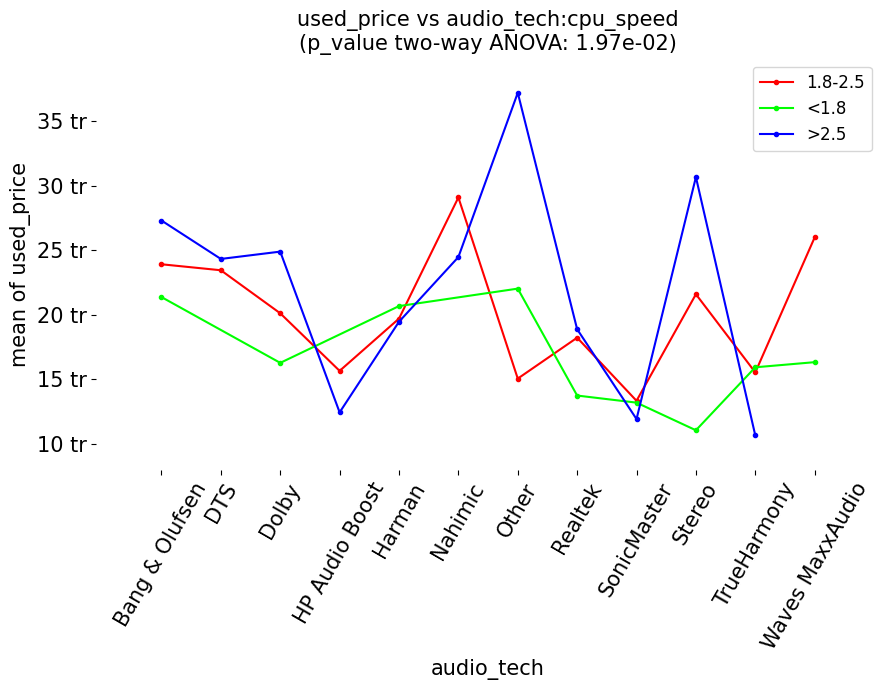 used_price vs audio_tech:cpu_speed
(p_value two-way ANOVA: 1.97e-02)
1.8-2.5
<1.8
>2.5
mean of used_price
35 tr
30 tr
25 tr
20 tr
15 tr
10 tr
Bang & Olufsen
DTS
Dolby
HP Audio Boost
Harman
Nahimic
Other
Realtek
SonicMaster
Stereo
TrueHarmony
Waves MaxxAudio
audio_tech